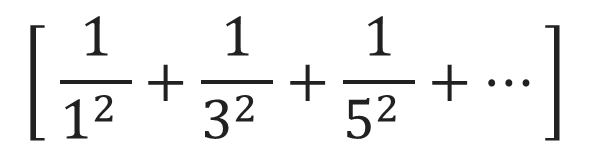 [ 1/1² + 1/3² + 1/5² + ⋯ ]